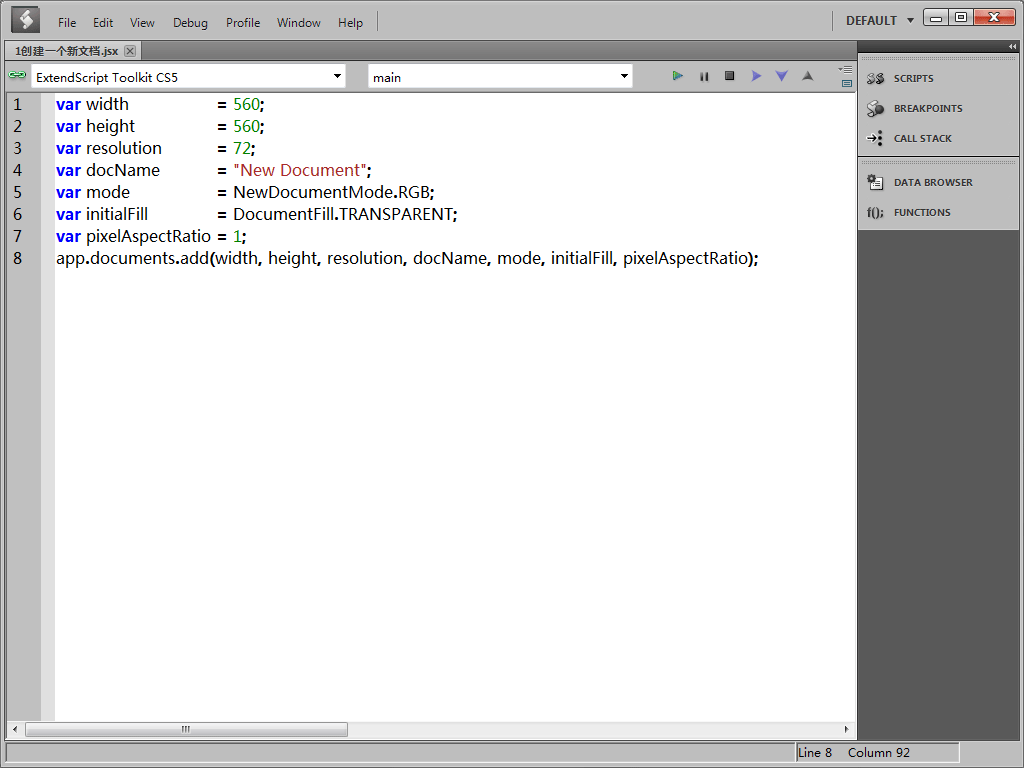 File Edit View Debug Profile Window Help DEFAULT
1创建一个新文档.jsx
ExtendScript Toolkit CS5 main
1 var width = 560;
2 var height = 560;
3 var resolution = 72;
4 var docName = "New Document";
5 var mode = NewDocumentMode.RGB;
6 var initialFill = DocumentFill.TRANSPARENT;
7 var pixelAspectRatio = 1;
8 app.documents.add(width, height, resolution, docName, mode, initialFill, pixelAspectRatio);
SCRIPTS
BREAKPOINTS
CALL STACK
DATA BROWSER
f(); FUNCTIONS
Line 8 Column 92